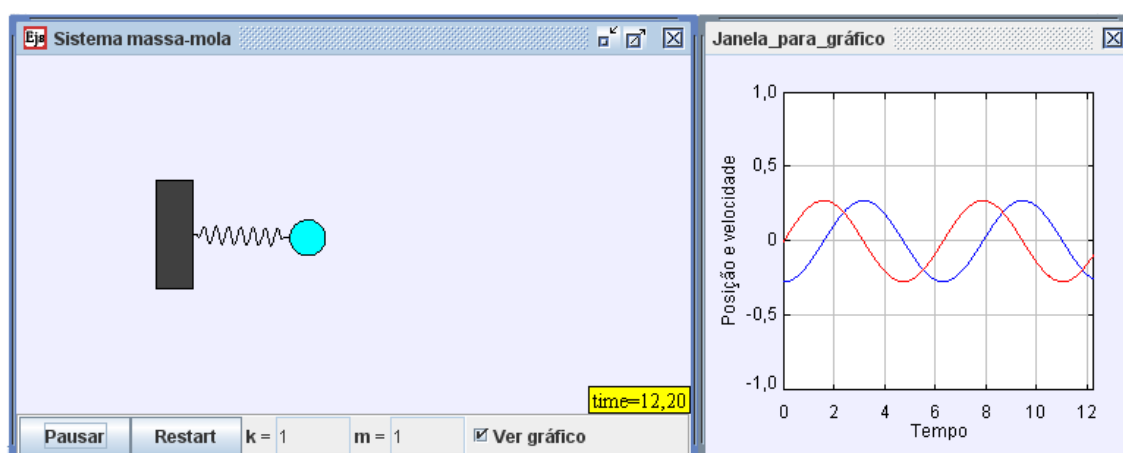 Ejs Sistema massa-mola
time=12,20
Pausar Restart k = 1 m = 1 Ver gráfico
Janela_para_gráfico
Posição e velocidade
1,0
0,5
0
-0,5
-1,0
0 2 4 6 8 10 12
Tempo